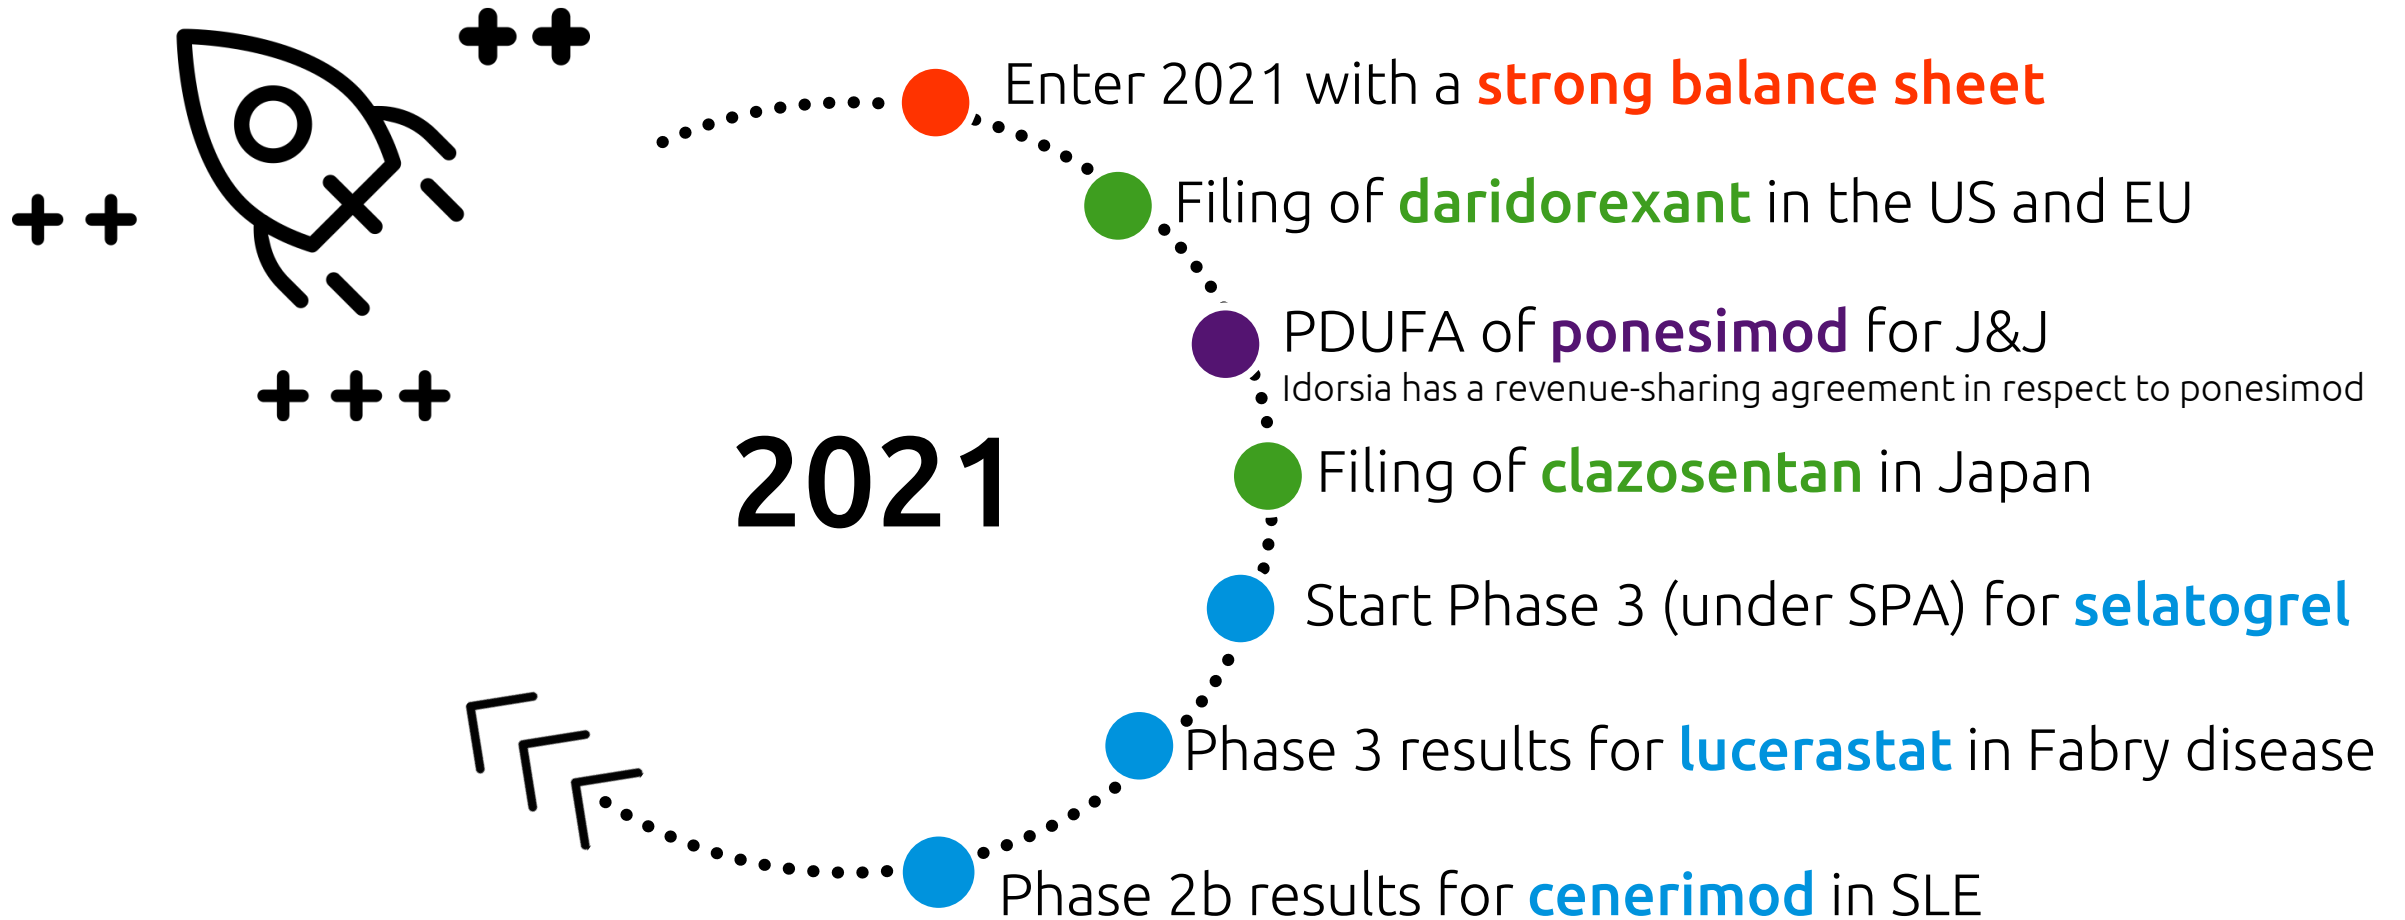 Enter 2021 with a strong balance sheet
Filing of daridorexant in the US and EU
PDUFA of ponesimod for J&J
Idorsia has a revenue-sharing agreement in respect to ponesimod
2021
Filing of clazosentan in Japan
Start Phase 3 (under SPA) for selatogrel
Phase 3 results for lucerastat in Fabry disease
Phase 2b results for cenerimod in SLE